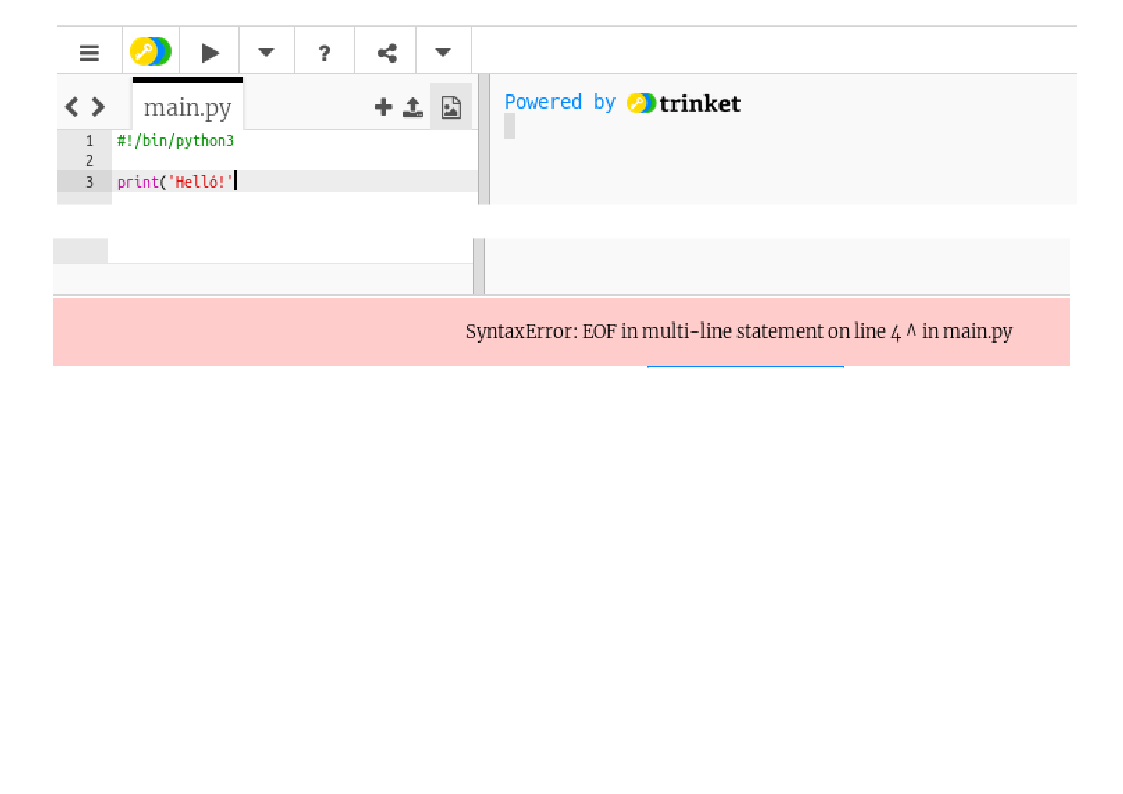 ?
main.py
Powered by trinket
1 #!/bin/python3
2
3 print('Helló!'
SyntaxError: EOF in multi-line statement on line 4 ^ in main.py